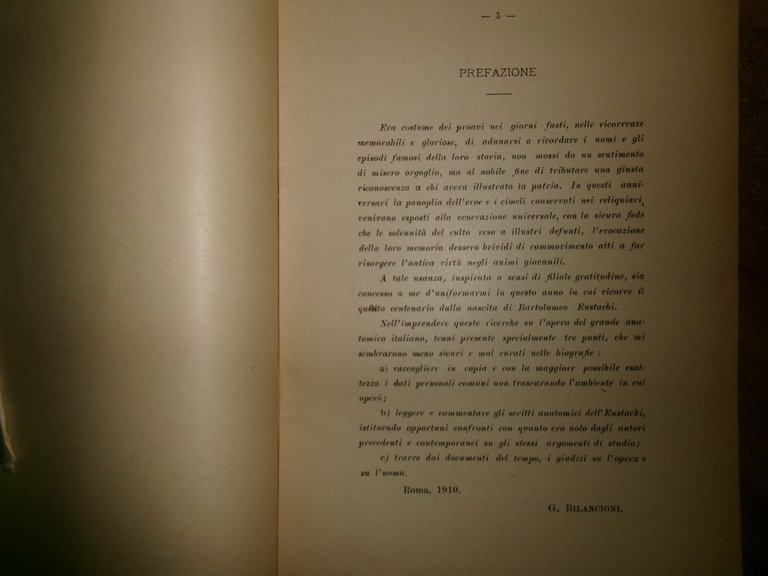 — 5 —
PREFAZIONE
Era costume dei proavi nei giorni fasti, nelle ricorrenze
memorabili e gloriose, di adunarsi a ricordare i nomi e gli
episodi famosi della loro storia, non mossi da un sentimento
di misero orgoglio, ma al nobile fine di tributare una giusta
riconoscenza a chi aveva illustrato la patria. In questi anni-
versari la panoplia dell'eroe e i cimeli conservati nei reliquiari,
venivano esposti alla venerazione universale, con la sicura fede
che le solennità del culto reso a illustri defunti, l'evocazione
della loro memoria dessero brividi di commovimento atti a far
risorgere l'antica virtù negli animi giovanili.
A tale usanza, inspirata a sensi di filiale gratitudine, sia
concesso a me d'uniformarmi in questo anno in cui ricorre il
centenario dalla nascita di Bartolomeo Eustachi.
Nell'imprendere queste ricerche su l'opera del grande ana-
tomico italiano, tenni presente specialmente tre punti, che mi
sembrarono meno sicuri e mal curati nelle biografie:
a) raccogliere in copia e con la maggiore possibile esat-
tezza i dati personali comuni non trascurando l'ambiente in cui
operò;
b) leggere e commentare gli scritti anatomici dell'Eustachi,
istituendo opportuni confronti con quanto era noto dagli autori
precedenti e contemporanei su gli stessi argomenti di studio;
c) trarre dai documenti del tempo, i giudizi su l'opera e
su l'uomo.
Roma, 1910.
G. BILANCIONI.